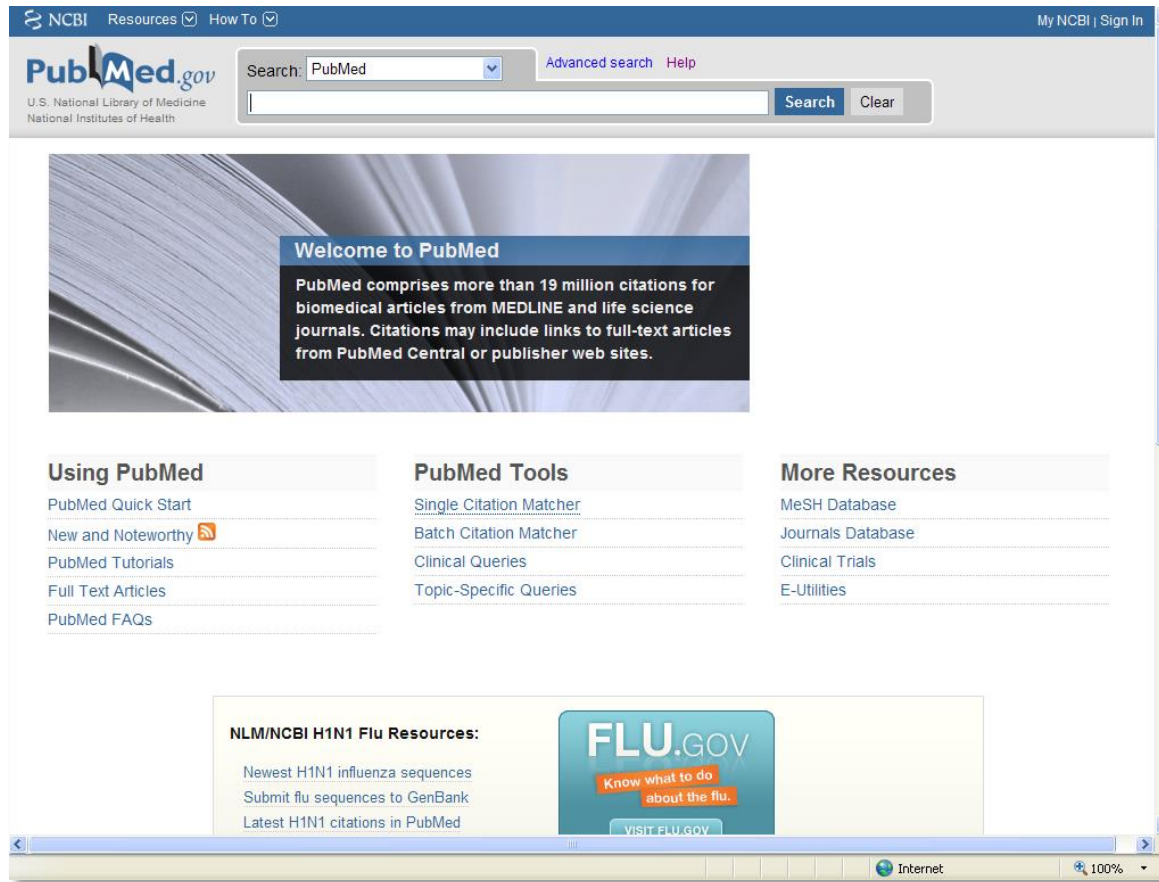 NCBI Resources How To My NCBI | Sign In
PubMed.gov
U.S. National Library of Medicine
National Institutes of Health
Search: PubMed
Advanced search Help
Search Clear
Welcome to PubMed
PubMed comprises more than 19 million citations for
biomedical articles from MEDLINE and life science
journals. Citations may include links to full-text articles
from PubMed Central or publisher web sites.
Using PubMed
PubMed Quick Start
New and Noteworthy
PubMed Tutorials
Full Text Articles
PubMed FAQs
PubMed Tools
Single Citation Matcher
Batch Citation Matcher
Clinical Queries
Topic-Specific Queries
More Resources
MeSH Database
Journals Database
Clinical Trials
E-Utilities
NLM/NCBI H1N1 Flu Resources:
Newest H1N1 influenza sequences
Submit flu sequences to GenBank
Latest H1N1 citations in PubMed
FLU.GOV
Know what to do
about the flu.
VISIT FLU.GOV
Internet 100%